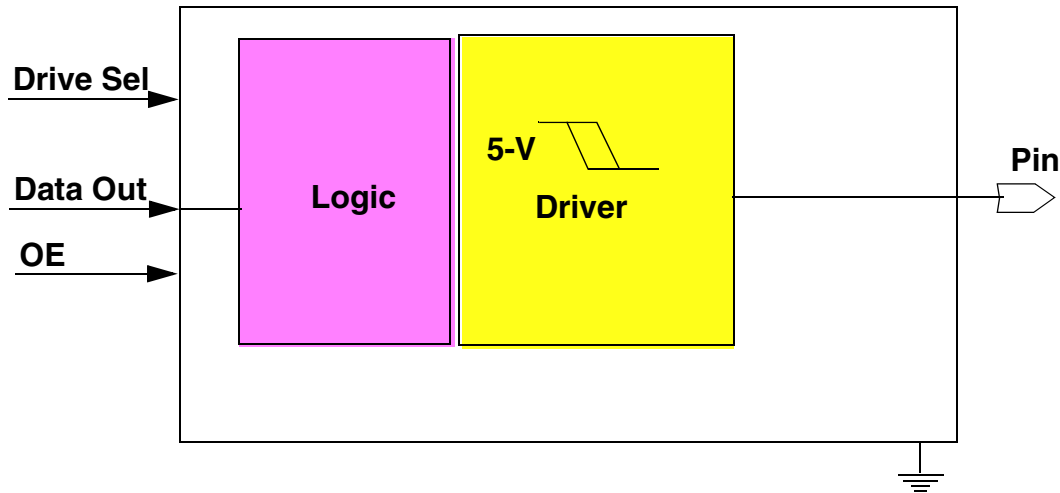 Drive Sel
Data Out
OE
Logic
5-V
Driver
Pin